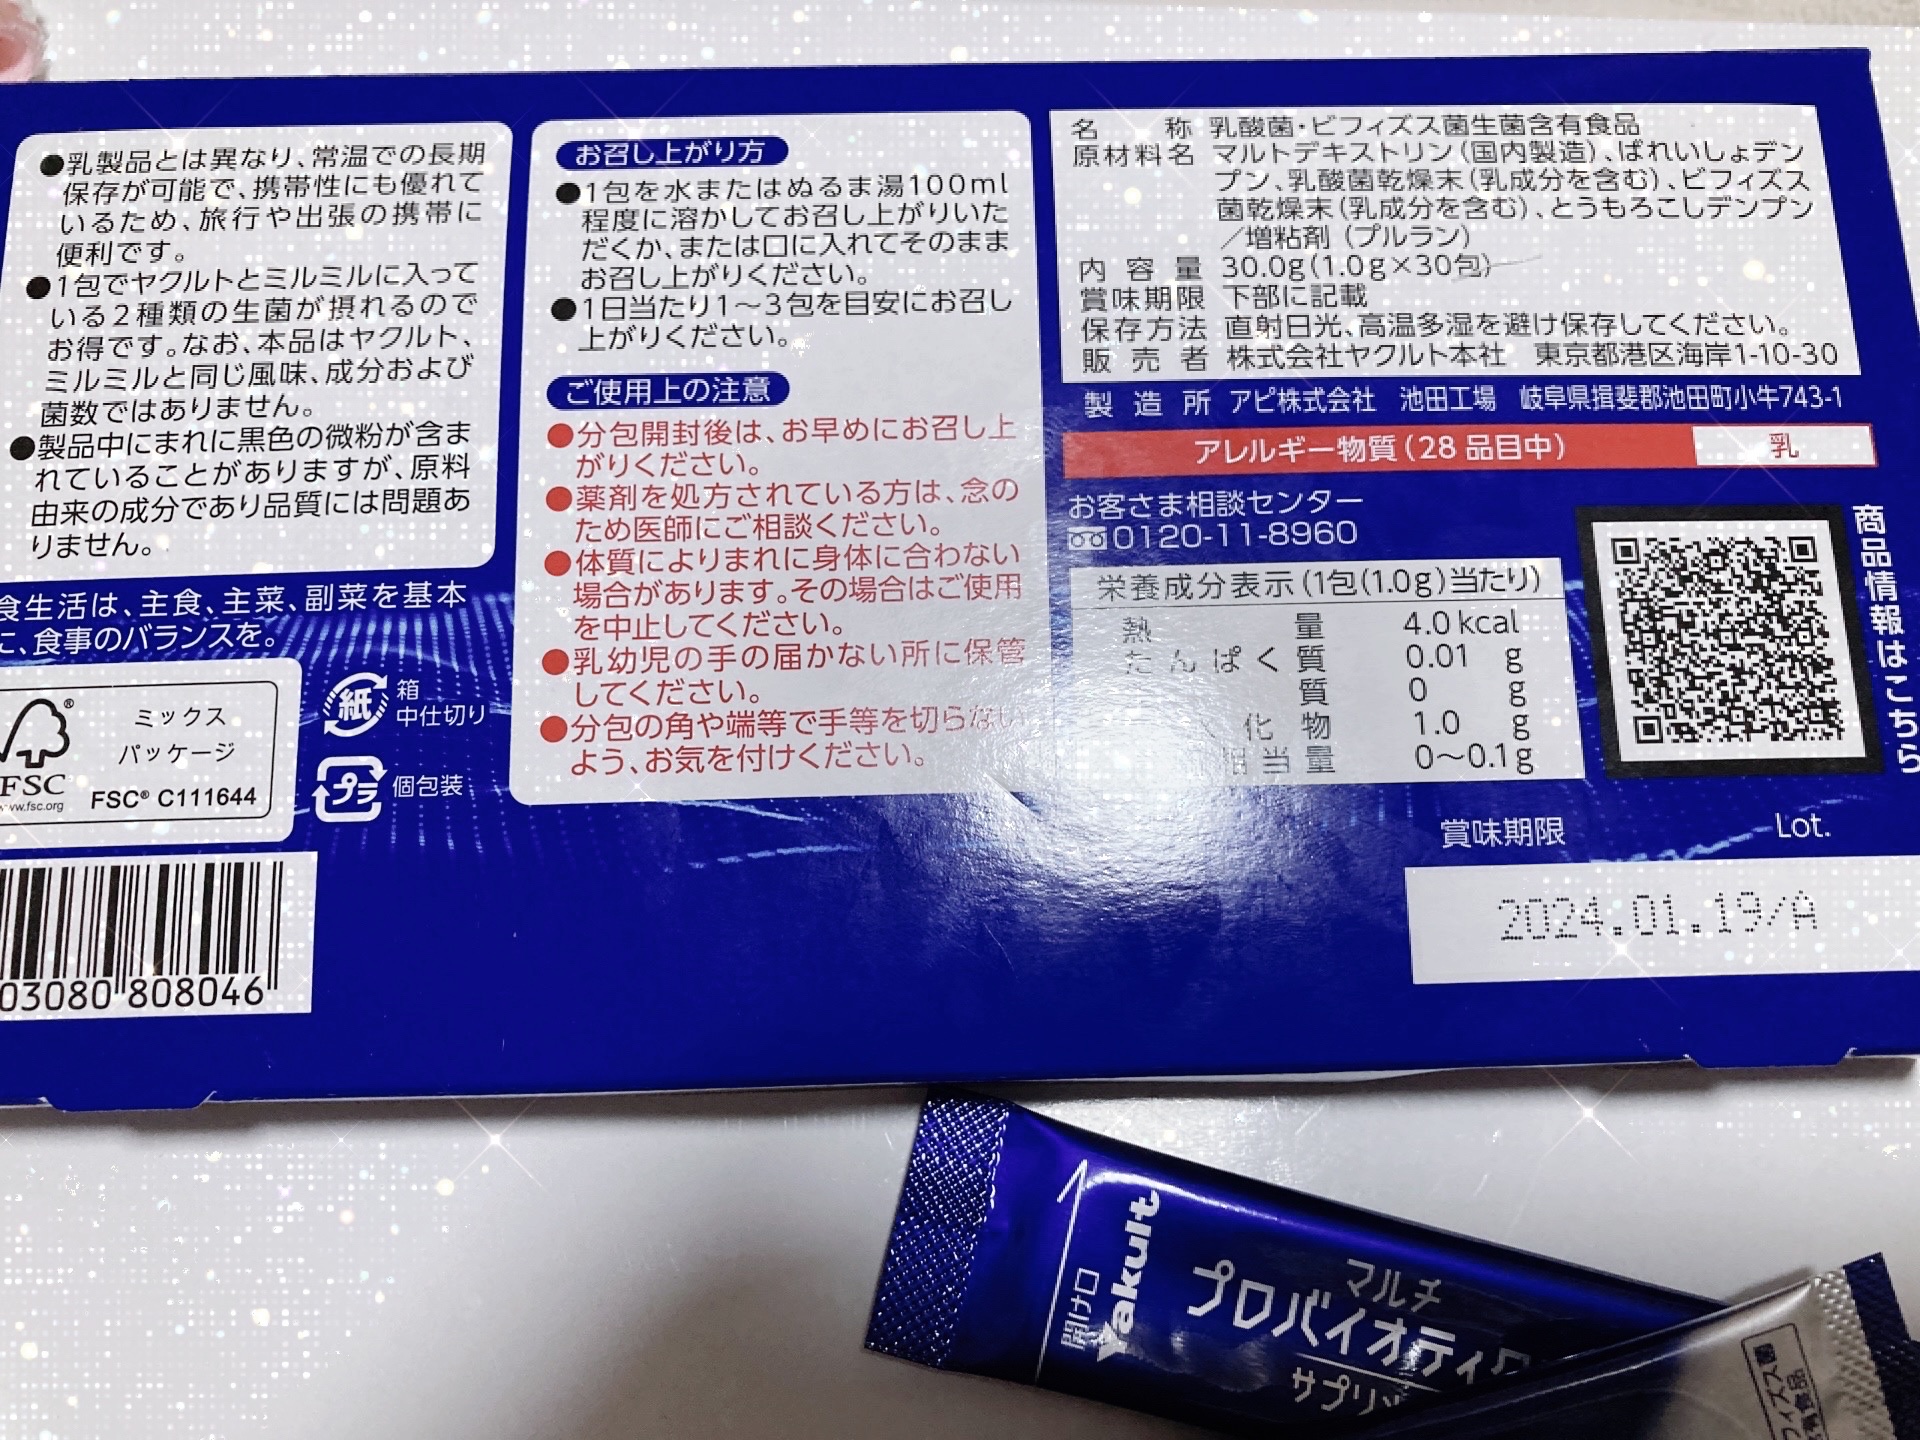 ●乳製品とは異なり、常温での長期
保存が可能で、携帯性にも優れて
いるため、旅行や出張の携帯に
便利です。
●1包でヤクルトとミルミルに入って
いる2種類の生菌が摂れるので
お得です。なお、本品はヤクルト、
ミルミルと同じ風味、成分および
菌数ではありません。
●製品中にまれに黒色の微粉が含ま
れていることがありますが、原料
由来の成分であり品質には問題あ
りません。
食生活は、主食、主菜、副菜を基本
に、食事のバランスを。
ミックス
パッケージ
FSC
www.fsc.org
FSC® C111644
紙
箱
中仕切り
プラ
個包装
03080 808046
お召し上がり方
●1包を水またはぬるま湯100ml
程度に溶かしてお召し上がりいた
だくか、または口に入れてそのまま
お召し上がりください。
●1日当たり1～3包を目安にお召し
上がりください。
ご使用上の注意
●分包開封後は、お早めにお召し上
がりください。
●薬剤を処方されている方は、念の
ため医師にご相談ください。
●体質によりまれに身体に合わない
場合があります。その場合はご使用
を中止してください。
●乳幼児の手の届かない所に保管
してください。
●分包の角や端等で手等を切らない
よう、お気を付けください。
名称 乳酸菌・ビフィズス菌生菌含有食品
原材料名 マルトデキストリン(国内製造)、ばれいしょデン
プン、乳酸菌乾燥末(乳成分を含む)、ビフィズス
菌乾燥末(乳成分を含む)、とうもろこしデンプン
/増粘剤(プルラン)
内容量 30.0g(1.0g×30包)
賞味期限 下部に記載
保存方法 直射日光、高温多湿を避け保存してください。
販売者 株式会社ヤクルト本社 東京都港区海岸1-10-30
製造所 アピ株式会社 池田工場 岐阜県揖斐郡池田町小牛743-1
アレルギー物質(28品目中) 乳
お客さま相談センター
0120-11-8960
栄養成分表示(1包(1.0g)当たり)
熱量 4.0kcal
たんぱく質 0.01 g
質 0 g
化物 1.0 g
相当量 0～0.1g
商品情報はこちら
賞味期限 Lot.
2024.01.19/A
開け口
Yakult
マルチ
プロバイオティク
サプリ